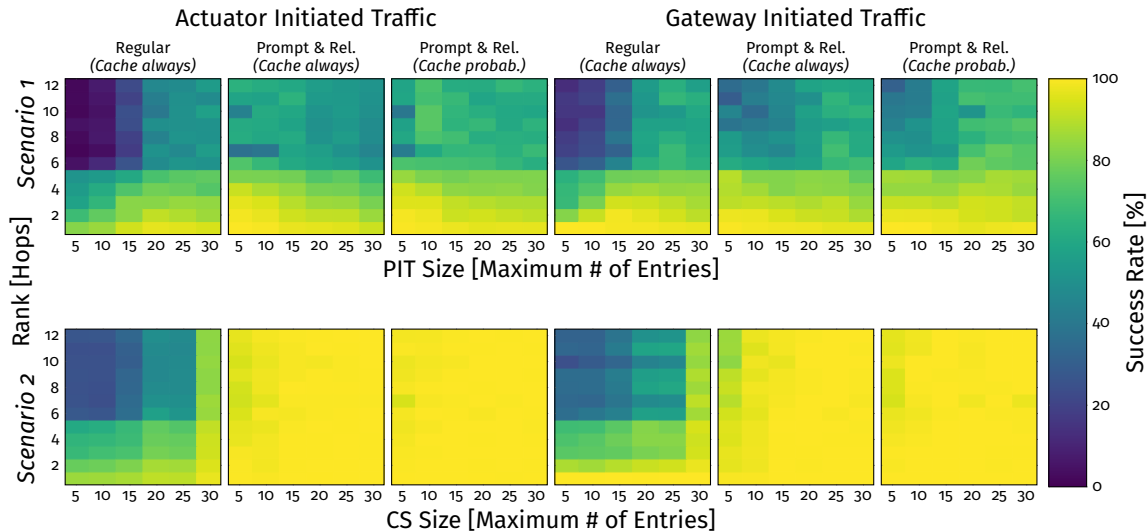 Actuator Initiated Traffic
Gateway Initiated Traffic
Regular
(Cache always)
Prompt & Rel.
(Cache always)
Prompt & Rel.
(Cache probab.)
Regular
(Cache always)
Prompt & Rel.
(Cache always)
Prompt & Rel.
(Cache probab.)
Rank [Hops]
Scenario 1
12
10
8
6
4
2
5 10 15 20 25 30
5 10 15 20 25 30
5 10 15 20 25 30
5 10 15 20 25 30
5 10 15 20 25 30
5 10 15 20 25 30
PIT Size [Maximum # of Entries]
Scenario 2
12
10
8
6
4
2
5 10 15 20 25 30
5 10 15 20 25 30
5 10 15 20 25 30
5 10 15 20 25 30
5 10 15 20 25 30
5 10 15 20 25 30
CS Size [Maximum # of Entries]
100
80
60
40
20
0
Success Rate [%]